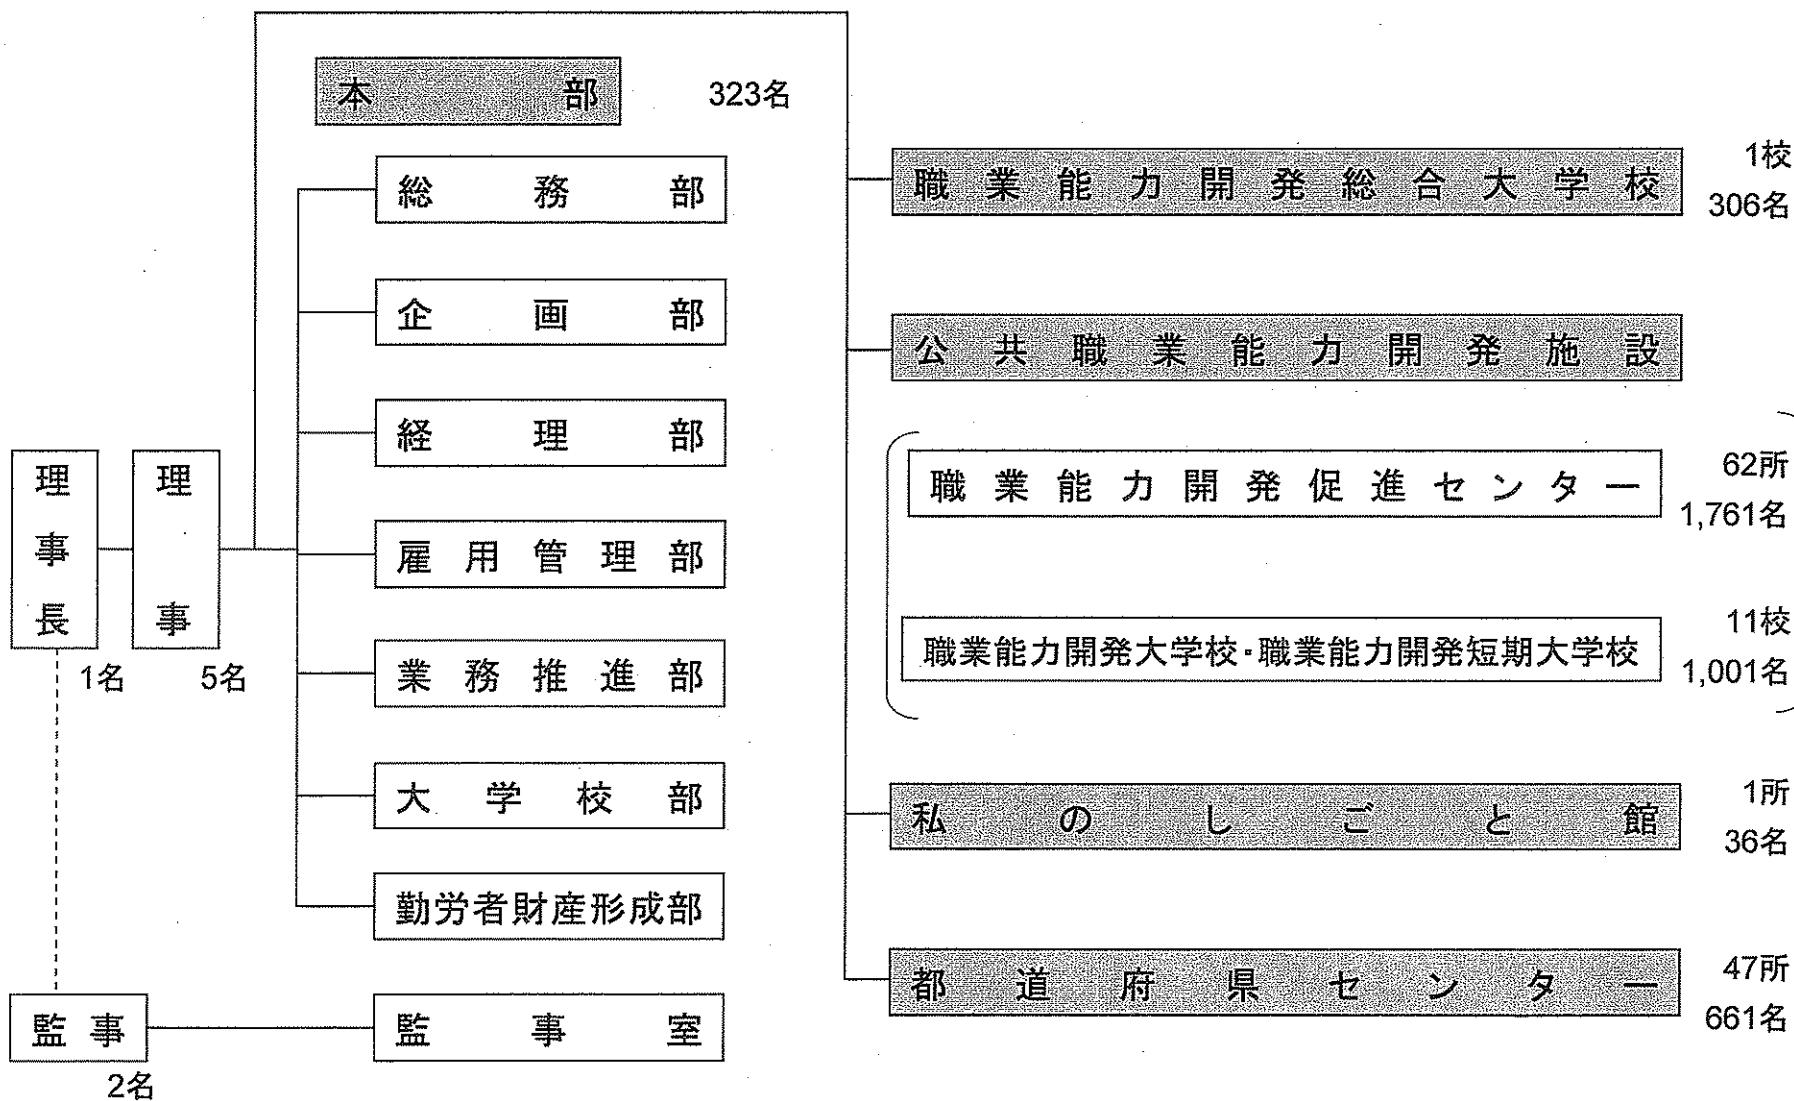 本部 323名
総務部
企画部
経理部
雇用管理部
業務推進部
大学校部
勤労者財産形成部
理事長
1名
理事
5名
監事
2名
監事室
職業能力開発総合大学校
1校
306名
公共職業能力開発施設
職業能力開発促進センター
62所
1,761名
職業能力開発大学校・職業能力開発短期大学校
11校
1,001名
私のしごと館
1所
36名
都道府県センター
47所
661名